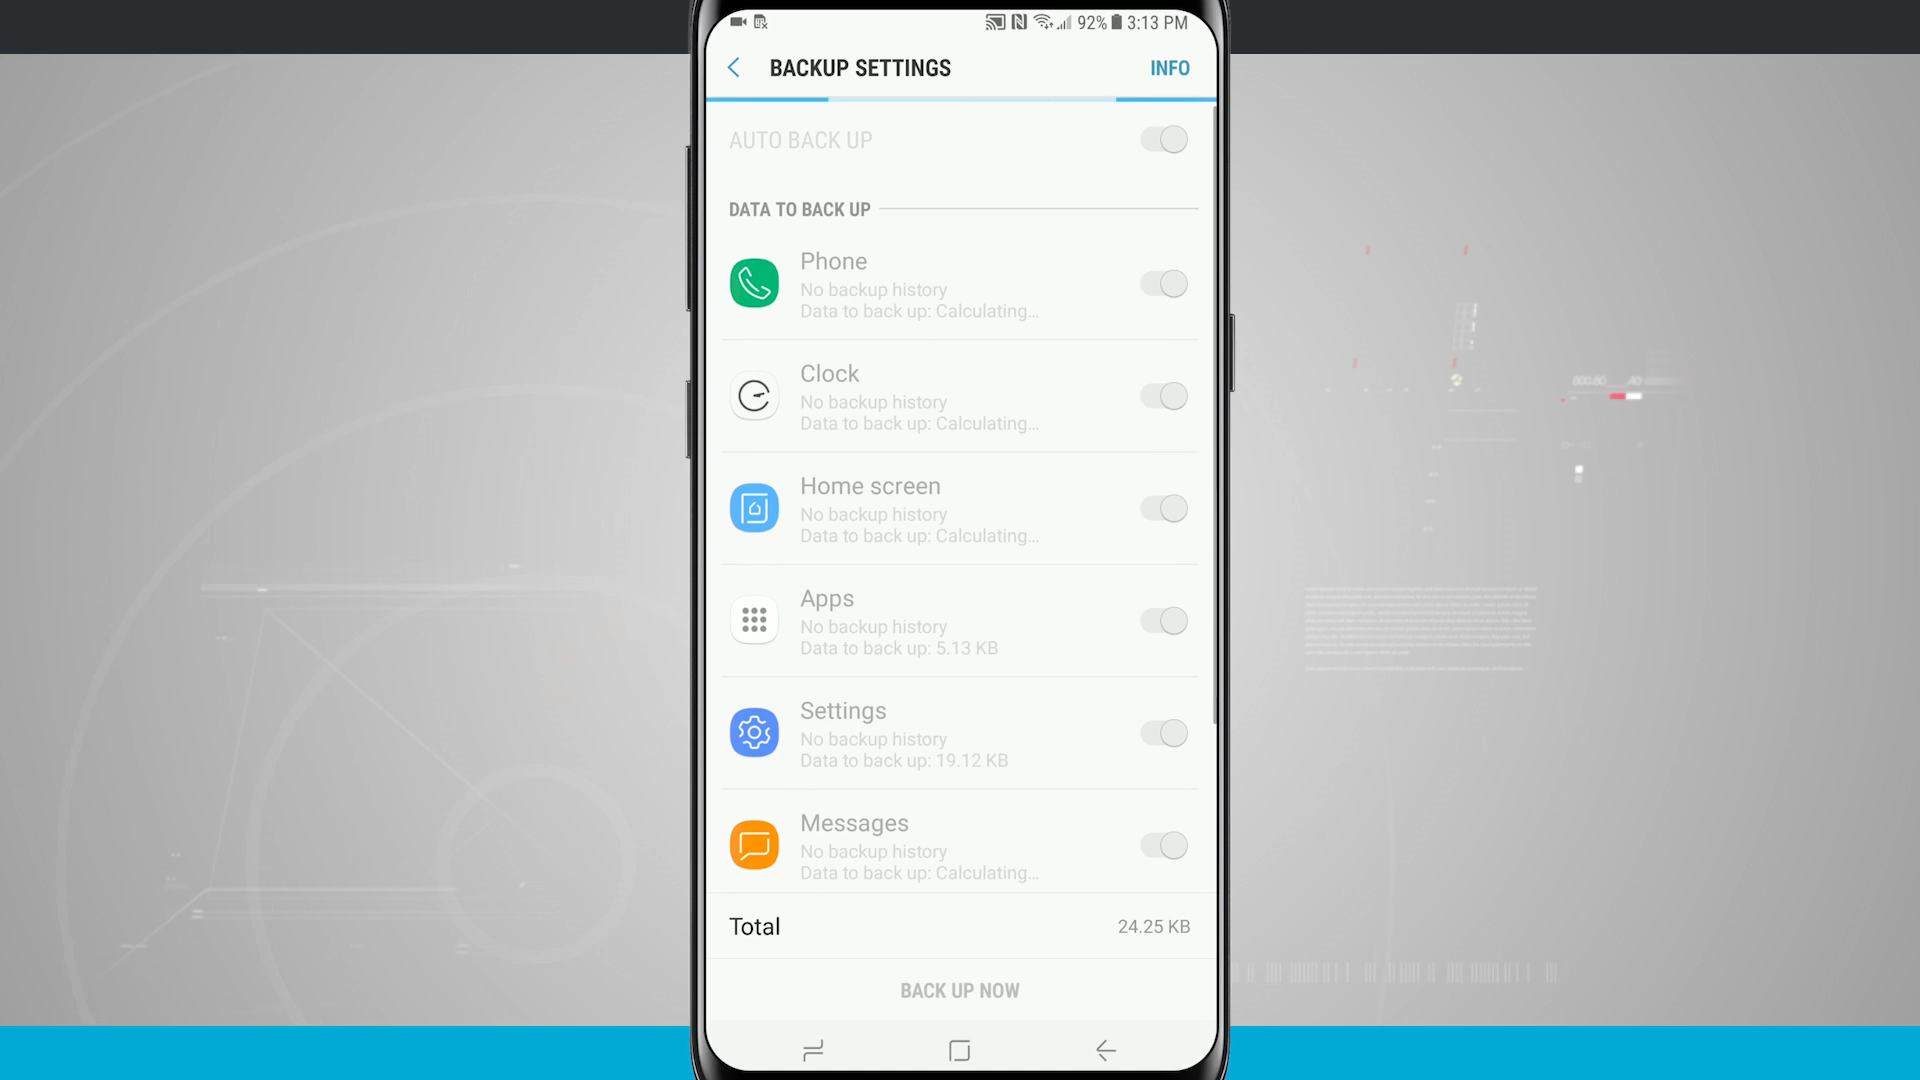 92% 3:13 PM
BACKUP SETTINGS
INFO
AUTO BACK UP
DATA TO BACK UP
Phone
No backup history
Data to back up: Calculating...
Clock
No backup history
Data to back up: Calculating...
Home screen
No backup history
Data to back up: Calculating...
Apps
No backup history
Data to back up: 5.13 KB
Settings
No backup history
Data to back up: 19.12 KB
Messages
No backup history
Data to back up: Calculating...
Total
24.25 KB
BACK UP NOW